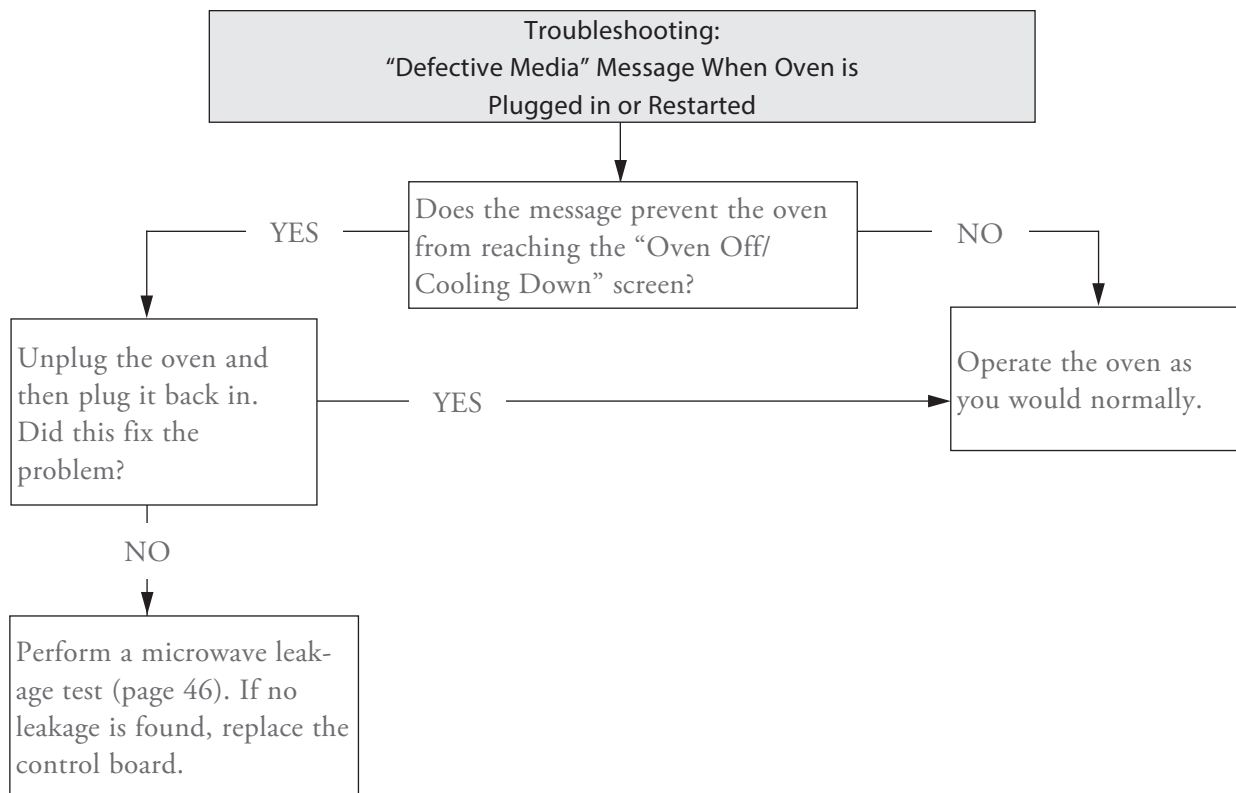 Troubleshooting:
“Defective Media” Message When Oven is
Plugged in or Restarted
Does the message prevent the oven
from reaching the “Oven Off/
Cooling Down” screen?
YES
NO
Unplug the oven and
then plug it back in.
Did this fix the
problem?
YES
Operate the oven as
you would normally.
NO
Perform a microwave leak-
age test (page 46). If no
leakage is found, replace the
control board.